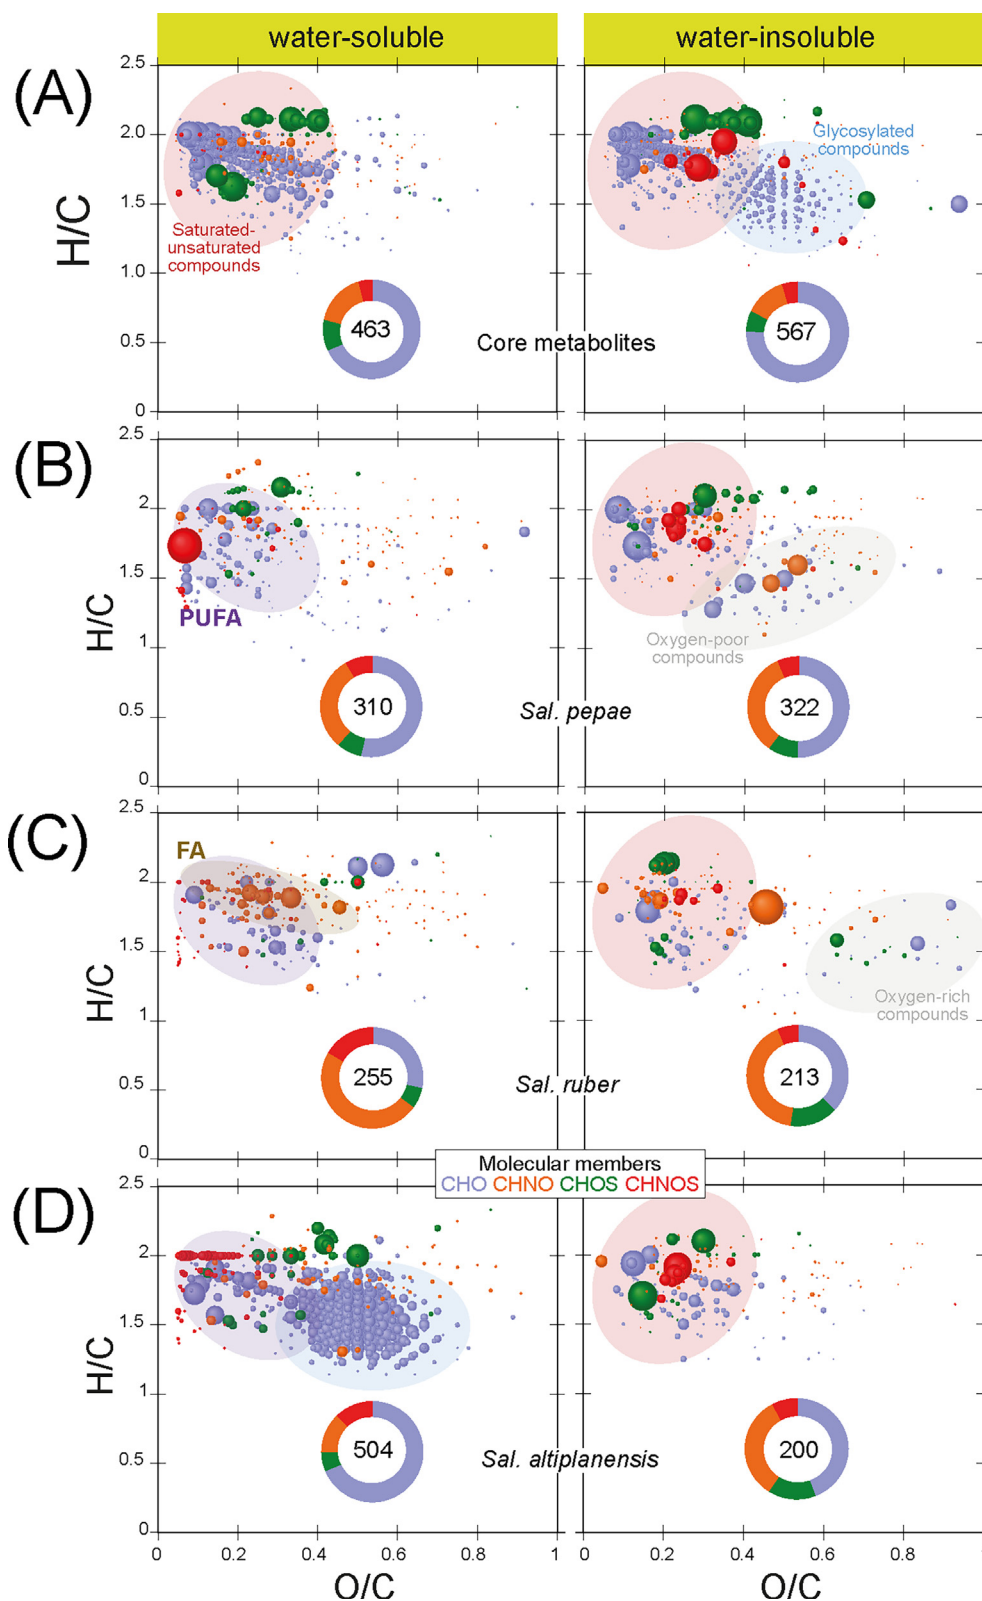 water-soluble
water-insoluble
(A)
2.5
2.0
1.5
1.0
0.5
0
H/C
Saturated-
unsaturated
compounds
Glycosylated
compounds
463
Core metabolites
567
(B)
2.5
2
1.5
1
0.5
0
H/C
PUFA
Oxygen-poor
compounds
310
Sal. pepae
322
(C)
2.5
2
1.5
1
0.5
0
H/C
FA
Oxygen-rich
compounds
255
Sal. ruber
213
Molecular members
CHO CHNO CHOS CHNOS
(D)
2.5
2
1.5
1
0.5
0
H/C
504
Sal. altiplanensis
200
0 0.2 0.4 0.6 0.8 1
0 0.2 0.4 0.6 0.8
O/C
O/C